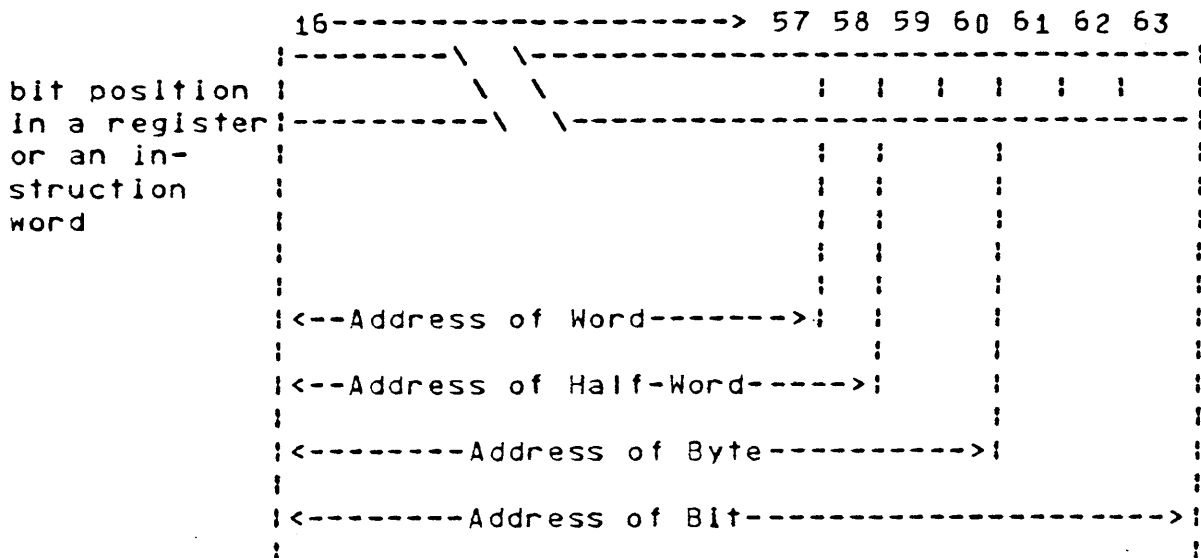 16-----------------------> 57 58 59 60 61 62 63
bit position
in a register
or an in-
struction
word
<--Address of Word------->
<--Address of Half-Word----->
<--------Address of Byte---------->
<--------Address of Bit---------------------->